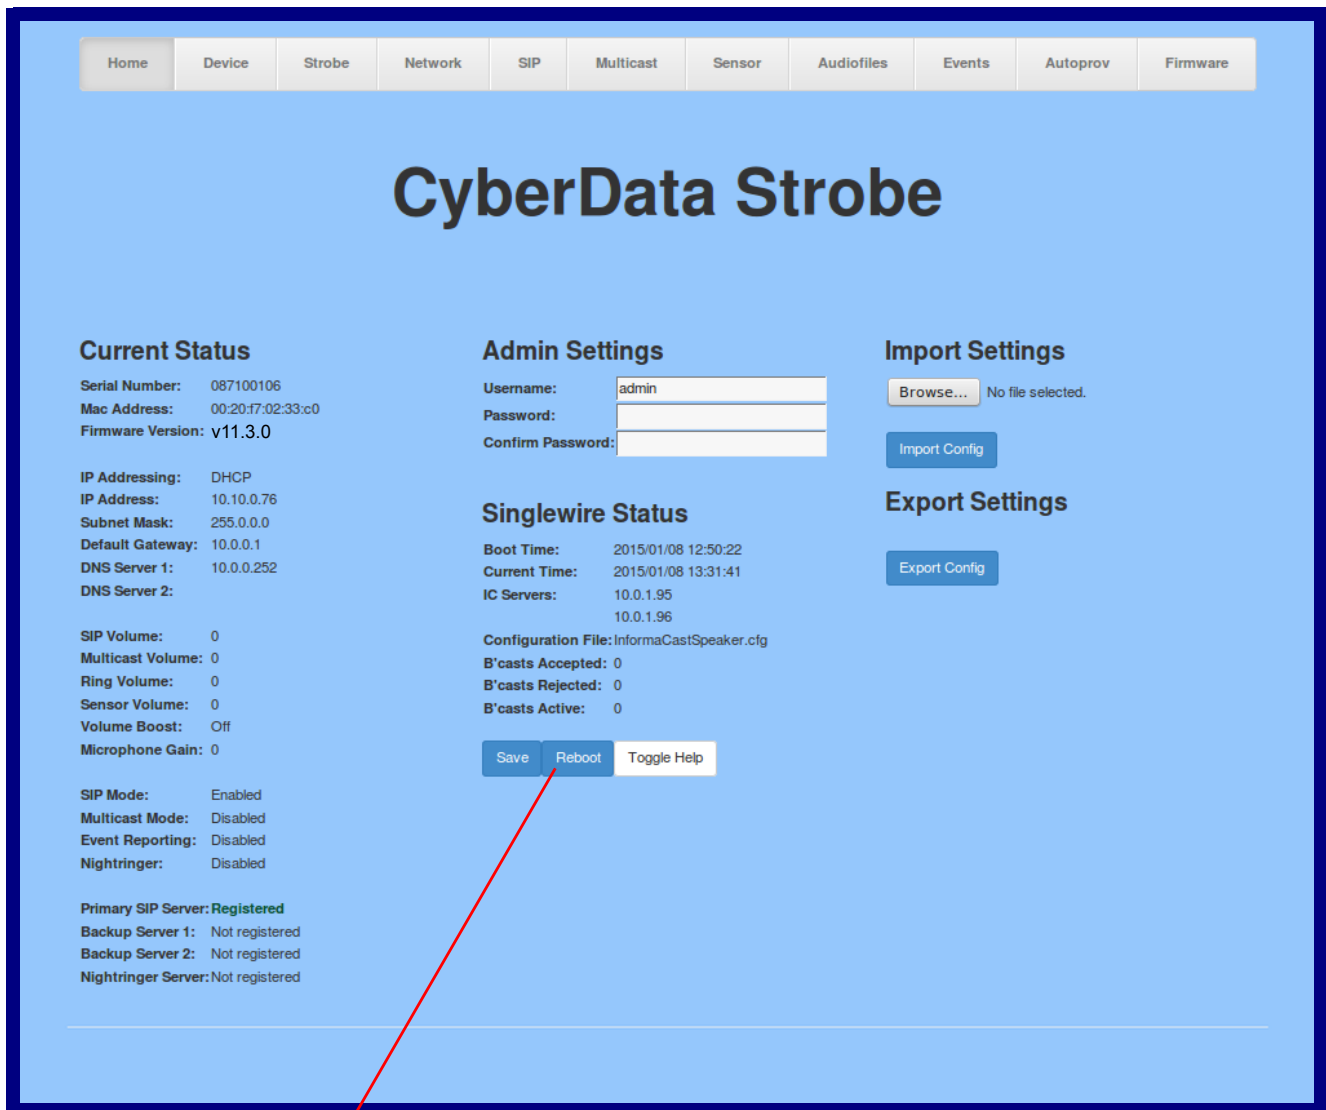 Home Device Strobe Network SIP Multicast Sensor Audiofiles Events Autoprov Firmware
CyberData Strobe
Current Status
Serial Number: 087100106
Mac Address: 00:20:f7:02:33:c0
Firmware Version: v11.3.0
IP Addressing: DHCP
IP Address: 10.10.0.76
Subnet Mask: 255.0.0.0
Default Gateway: 10.0.0.1
DNS Server 1: 10.0.0.252
DNS Server 2:
SIP Volume: 0
Multicast Volume: 0
Ring Volume: 0
Sensor Volume: 0
Volume Boost: Off
Microphone Gain: 0
SIP Mode: Enabled
Multicast Mode: Disabled
Event Reporting: Disabled
Nightringer: Disabled
Primary SIP Server: Registered
Backup Server 1: Not registered
Backup Server 2: Not registered
Nightringer Server: Not registered
Admin Settings
Username: admin
Password:
Confirm Password:
Singlewire Status
Boot Time: 2015/01/08 12:50:22
Current Time: 2015/01/08 13:31:41
IC Servers: 10.0.1.95
10.0.1.96
Configuration File: InformaCastSpeaker.cfg
B'casts Accepted: 0
B'casts Rejected: 0
B'casts Active: 0
Save Reboot Toggle Help
Import Settings
Browse... No file selected.
Import Config
Export Settings
Export Config